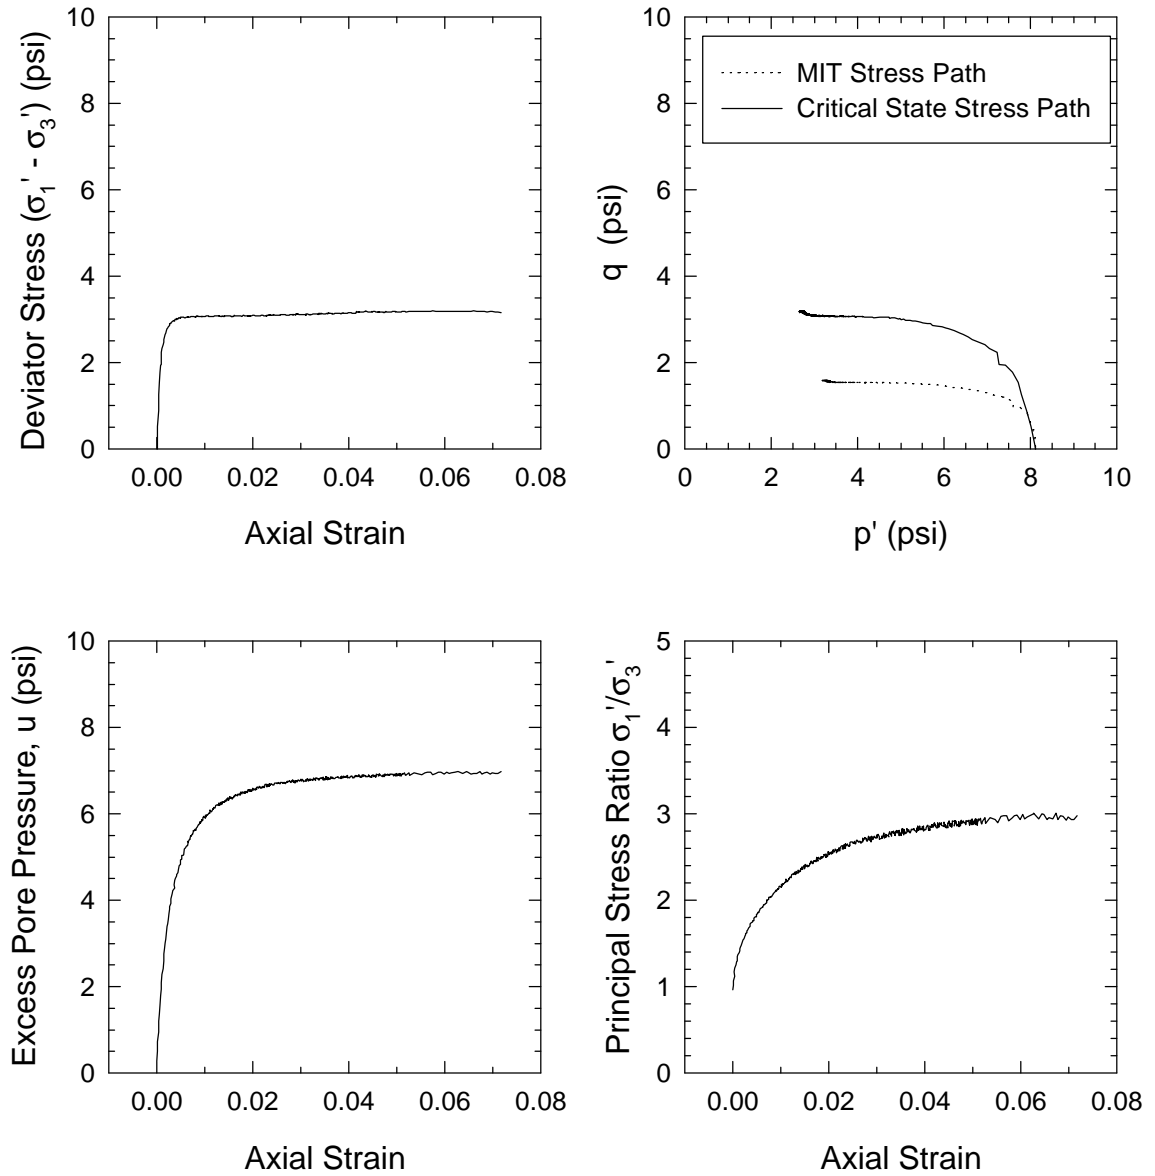 Deviator Stress (σ1' - σ3') (psi)
10
8
6
4
2
0
0.00 0.02 0.04 0.06 0.08
Axial Strain
q (psi)
10
8
6
4
2
0
MIT Stress Path
Critical State Stress Path
0 2 4 6 8 10
p' (psi)
Excess Pore Pressure, u (psi)
10
8
6
4
2
0
0.00 0.02 0.04 0.06 0.08
Axial Strain
Principal Stress Ratio σ1'/σ3'
5
4
3
2
1
0
0.00 0.02 0.04 0.06 0.08
Axial Strain